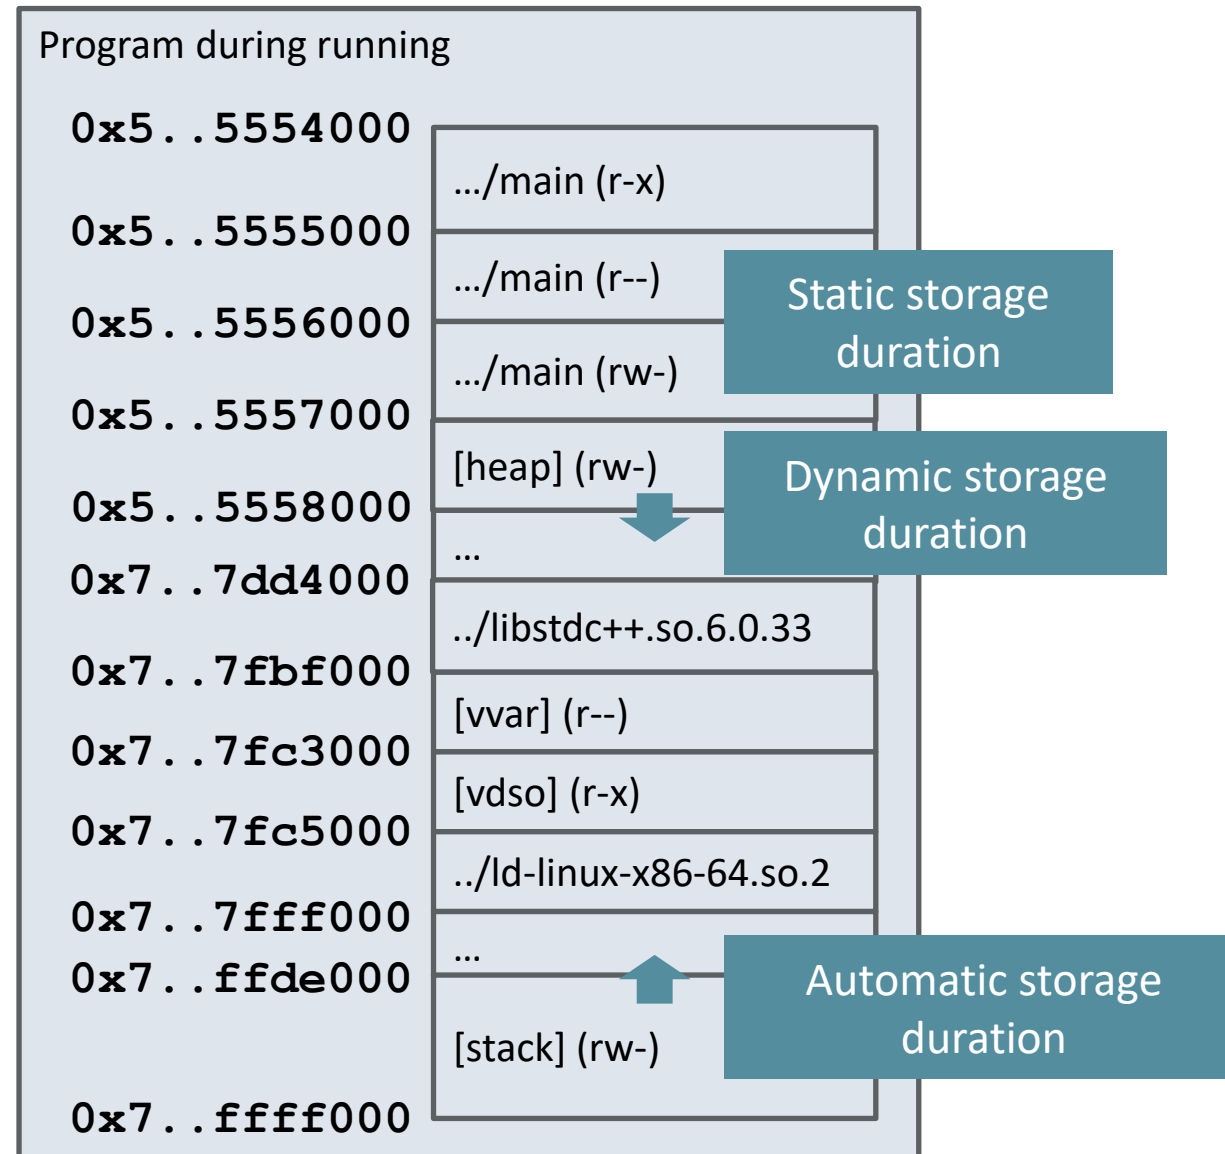 Program during running
0x5..5554000
…/main (r-x)
0x5..5555000
…/main (r--)
Static storage
duration
0x5..5556000
…/main (rw-)
0x5..5557000
[heap] (rw-)
Dynamic storage
duration
0x5..5558000
…
0x7..7dd4000
../libstdc++.so.6.0.33
0x7..7fbf000
[vvar] (r--)
0x7..7fc3000
[vdso] (r-x)
0x7..7fc5000
../ld-linux-x86-64.so.2
0x7..7fff000
…
0x7..ffde000
Automatic storage
duration
[stack] (rw-)
0x7..ffff000